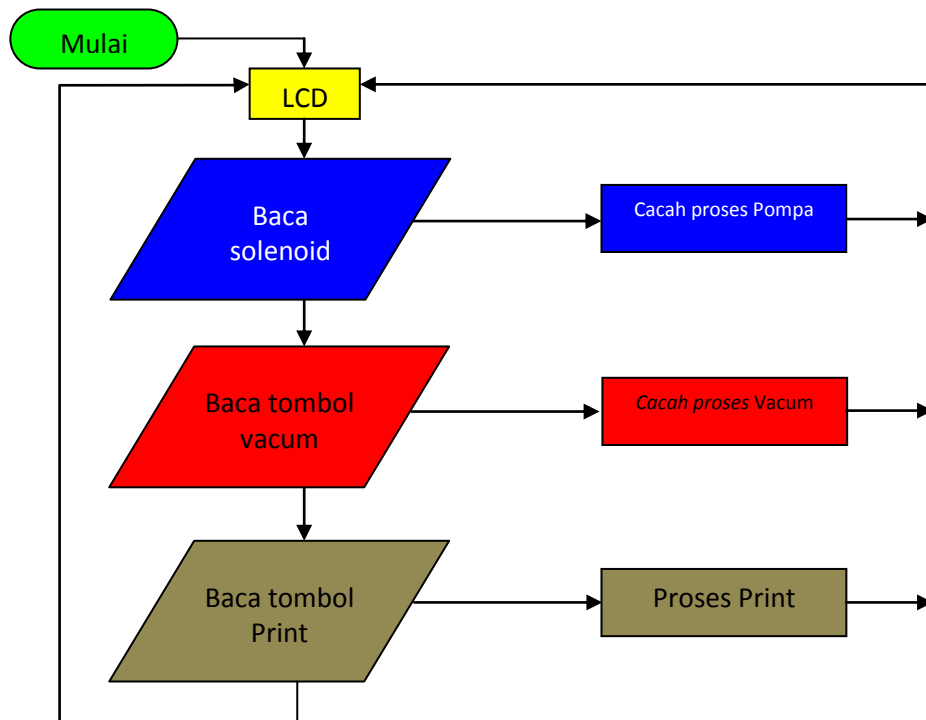 Mulai
LCD
Baca
solenoid
Cacah proses Pompa
Baca tombol
vacum
Cacah proses Vacum
Baca tombol
Print
Proses Print